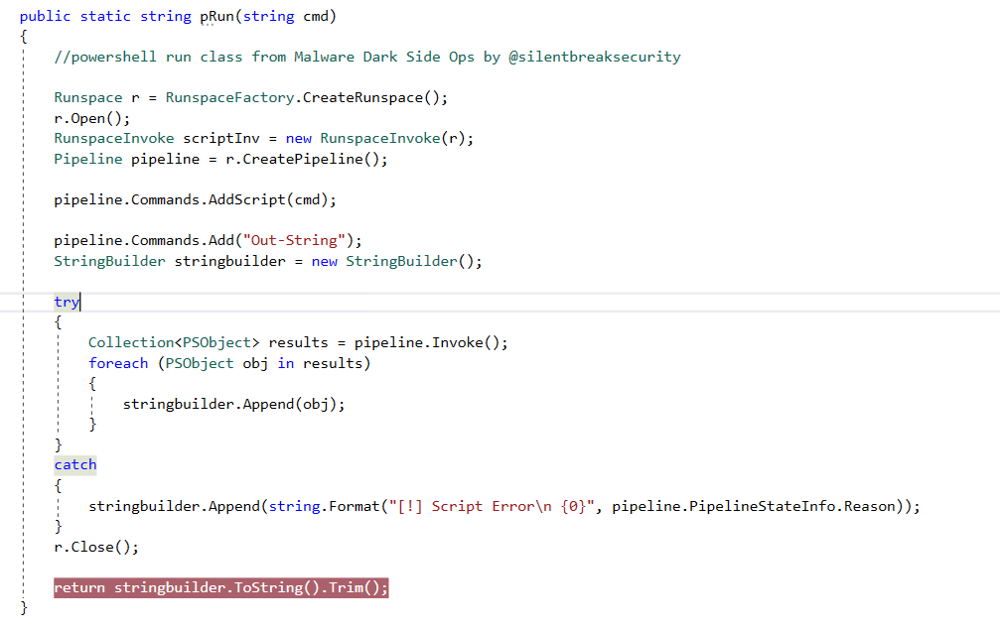 public static string pRun(string cmd)
{
//powershell run class from Malware Dark Side Ops by @silentbreaksecurity
Runspace r = RunspaceFactory.CreateRunspace();
r.Open();
RunspaceInvoke scriptInv = new RunspaceInvoke(r);
Pipeline pipeline = r.CreatePipeline();
pipeline.Commands.AddScript(cmd);
pipeline.Commands.Add("Out-String");
StringBuilder stringbuilder = new StringBuilder();
try
{
Collection<PSObject> results = pipeline.Invoke();
foreach (PSObject obj in results)
{
stringbuilder.Append(obj);
}
}
catch
{
stringbuilder.Append(string.Format("[!] Script Error\n {0}", pipeline.PipelineStateInfo.Reason));
}
r.Close();
return stringbuilder.ToString().Trim();
}